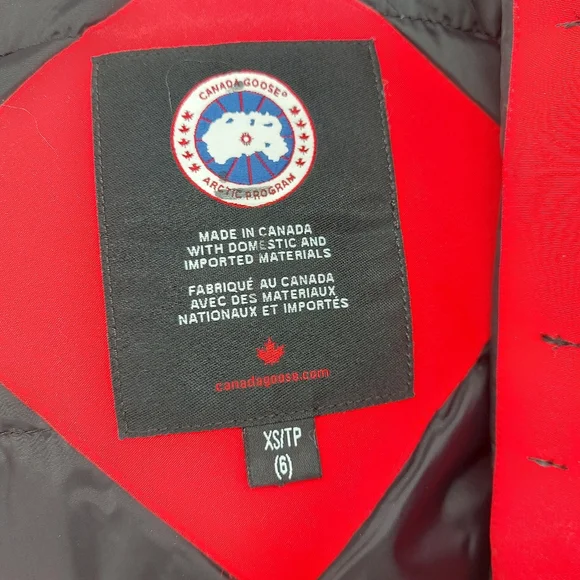 CANADA GOOSE®
ARCTIC PROGRAM
MADE IN CANADA
WITH DOMESTIC AND
IMPORTED MATERIALS
FABRIQUÉ AU CANADA
AVEC DES MATERIAUX
NATIONAUX ET IMPORTÉS
canadagoose.com
XS/TP
(6)